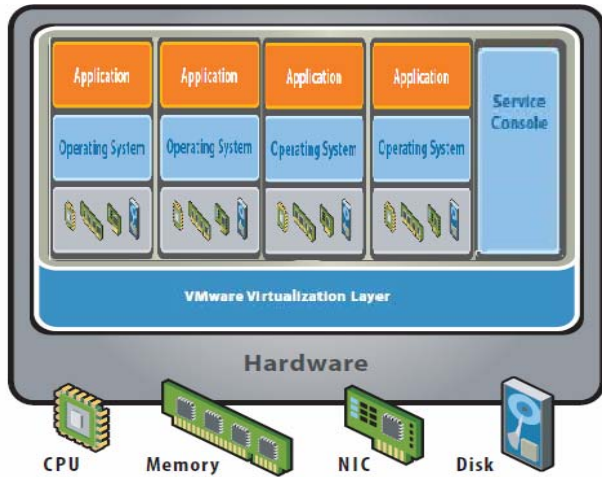 Application Application Application Application
Service
Console
Operating System Operating System Operating System Operating System
VMware Virtualization Layer
Hardware
CPU Memory NIC Disk